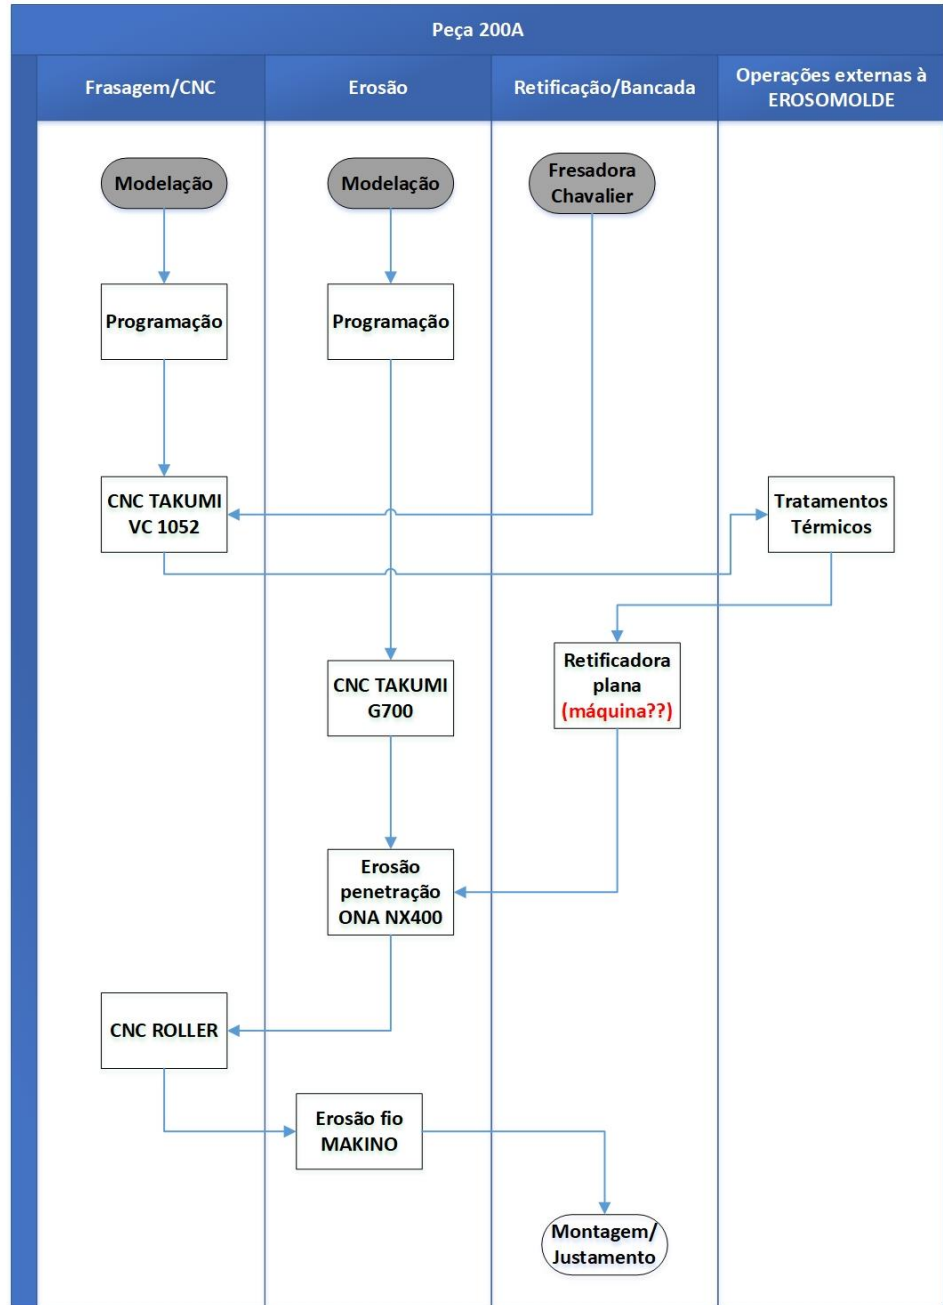 Peça 200A
Frasagem/CNC
Erosão
Retificação/Bancada
Operações externas à
EROSOMOLDE
Modelação
Modelação
Fresadora
Chavalier
Programação
Programação
CNC TAKUMI
VC 1052
Tratamentos
Térmicos
CNC TAKUMI
G700
Retificadora
plana
(máquina??)
Erosão
penetração
ONA NX400
CNC ROLLER
Erosão fio
MAKINO
Montagem/
Justamento